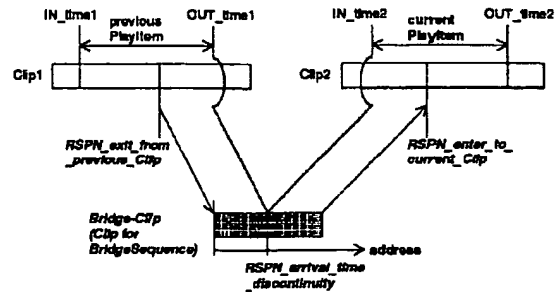 IN_time1
previous
PlayItem
OUT_time1
IN_time2
current
PlayItem
OUT_time2
Clip1
Clip2
RSPN_exit_from
_previous_Clip
RSPN_enter_to_
current_Clip
Bridge-Clip
(Clip for
BridgeSequence)
address
RSPN_arrival_time
_discontinuity